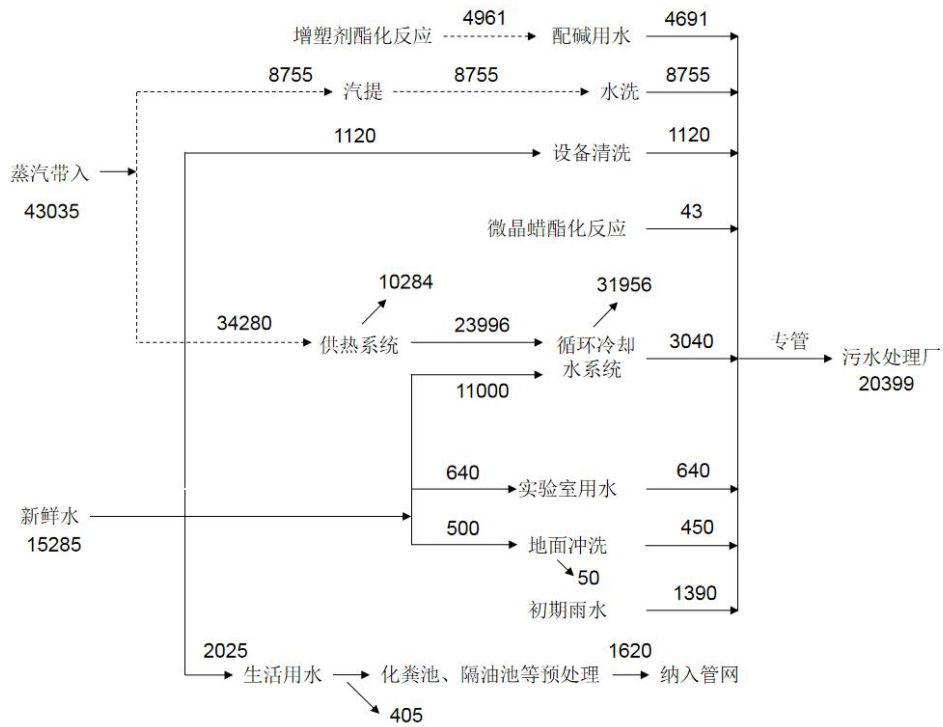 4961
4691
增塑剂酯化反应
配碱用水
8755
8755
8755
汽提
水洗
1120
1120
设备清洗
蒸汽带入
43035
43
微晶蜡酯化反应
10284
31956
34280
23996
3040
专管
供热系统
循环冷却
水系统
污水处理厂
20399
11000
640
640
实验室用水
新鲜水
15285
500
450
地面冲洗
50
1390
初期雨水
2025
1620
生活用水
化粪池、隔油池等预处理
纳入管网
405